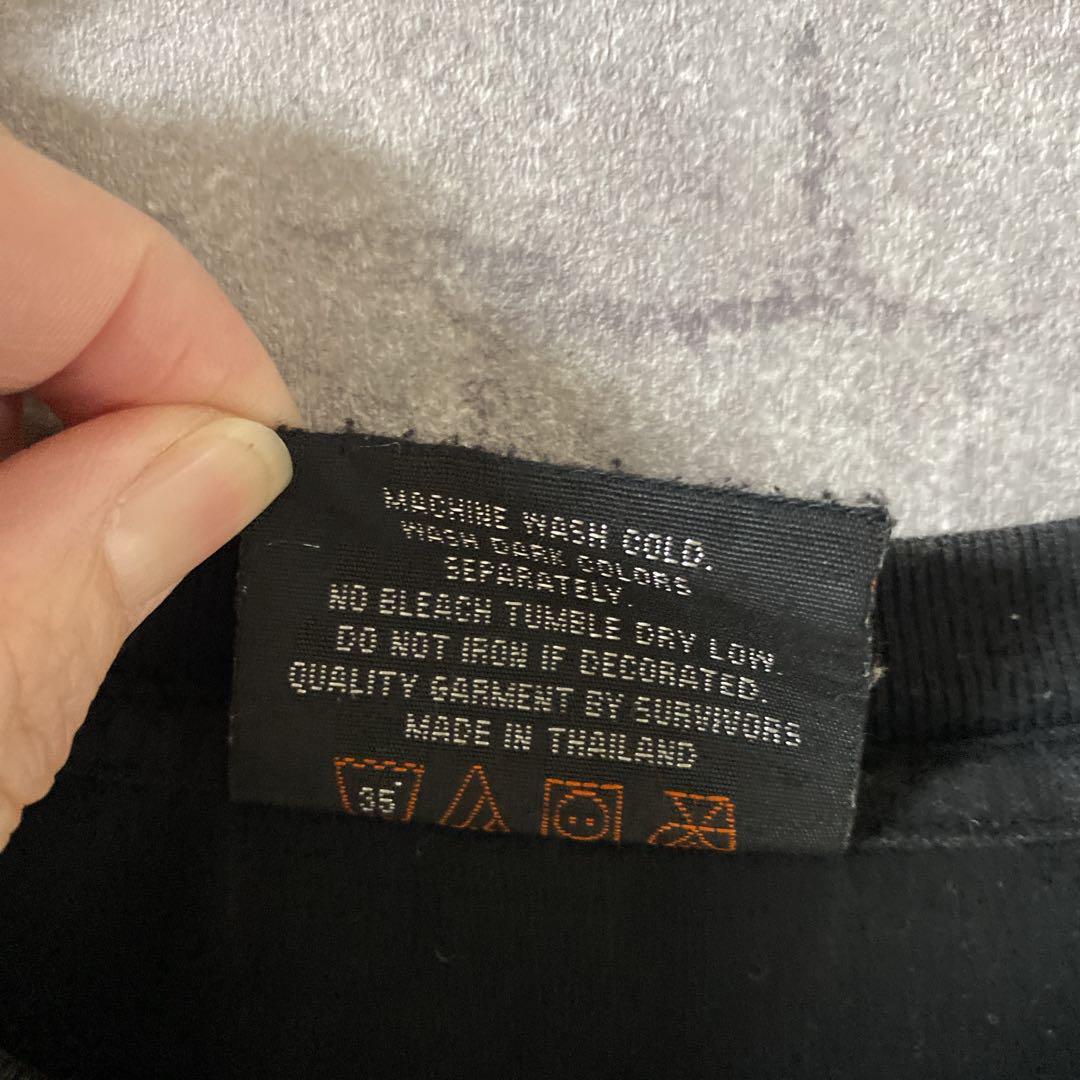 MACHINE WASH COLD.
WASH DARK COLORS
SEPARATELY.
NO BLEACH TUMBLE DRY LOW.
DO NOT IRON IF DECORATED.
QUALITY GARMENT BY SURVIVORS
MADE IN THAILAND
35°